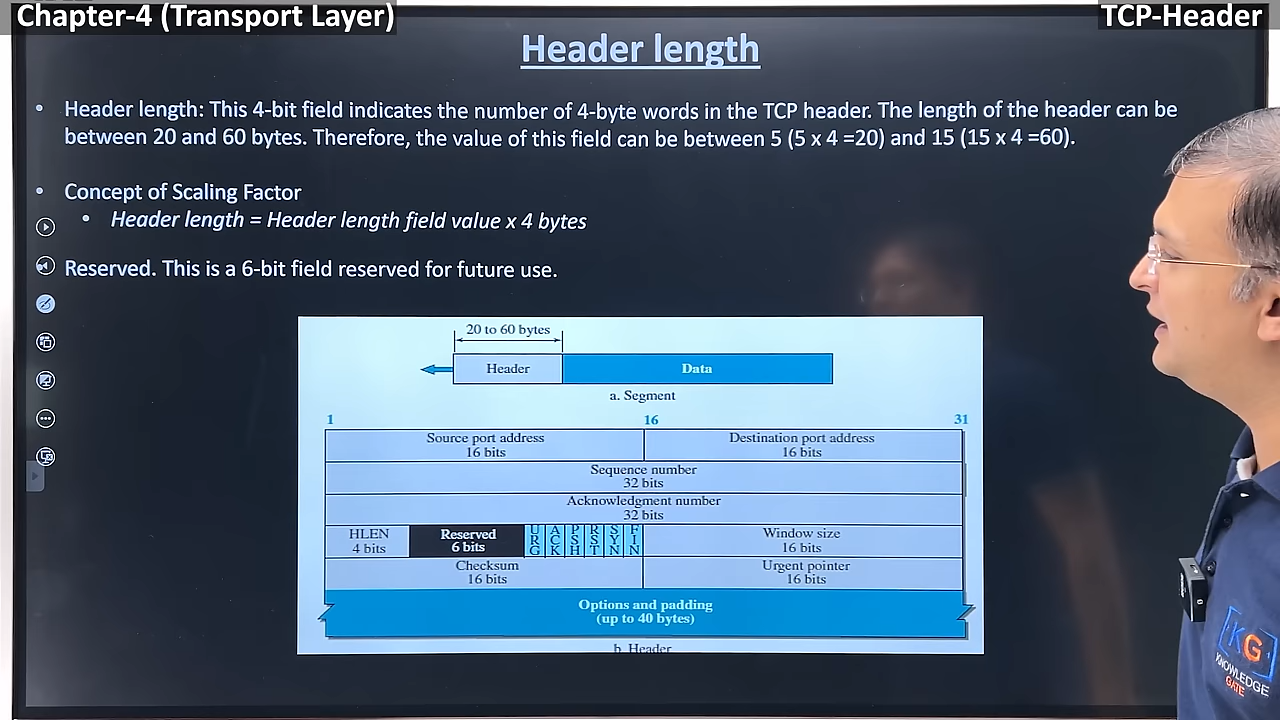 Chapter-4 (Transport Layer)
TCP-Header
Header length
• Header length: This 4-bit field indicates the number of 4-byte words in the TCP header. The length of the header can be
between 20 and 60 bytes. Therefore, the value of this field can be between 5 (5 x 4 =20) and 15 (15 x 4 =60).
• Concept of Scaling Factor
• Header length = Header length field value x 4 bytes
Reserved. This is a 6-bit field reserved for future use.
20 to 60 bytes
Header Data
a. Segment
1 16 31
Source port address Destination port address
16 bits 16 bits
Sequence number
32 bits
Acknowledgment number
32 bits
HLEN Reserved URG ACK PSH RST SYN FIN Window size
4 bits 6 bits 16 bits
Checksum Urgent pointer
16 bits 16 bits
Options and padding
(up to 40 bytes)
b. Header
KG
KNOWLEDGE
GATE